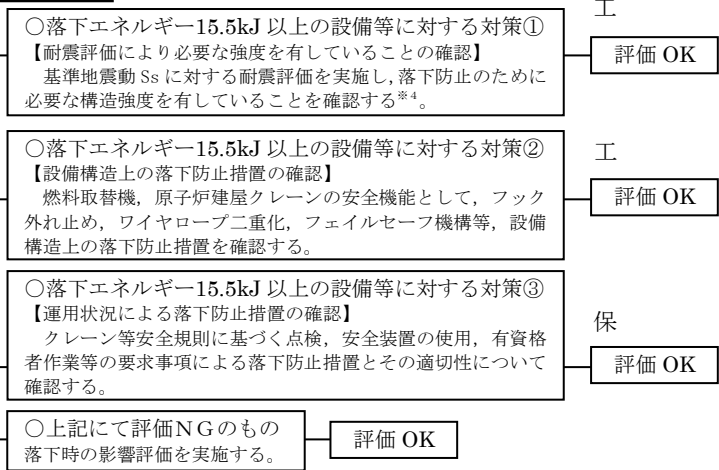 工
○落下エネルギー15.5kJ 以上の設備等に対する対策①
【耐震評価により必要な強度を有していることの確認】
基準地震動 Ss に対する耐震評価を実施し，落下防止のために
必要な構造強度を有していることを確認する※４。
評価 OK
工
○落下エネルギー15.5kJ 以上の設備等に対する対策②
【設備構造上の落下防止措置の確認】
燃料取替機，原子炉建屋クレーンの安全機能として，フック
外れ止め，ワイヤロープ二重化，フェイルセーフ機構等，設備
構造上の落下防止措置を確認する。
評価 OK
保
○落下エネルギー15.5kJ 以上の設備等に対する対策③
【運用状況による落下防止措置の確認】
クレーン等安全規則に基づく点検，安全装置の使用，有資格
者作業等の要求事項による落下防止措置とその適切性について
確認する。
評価 OK
○上記にて評価ＮＧのもの
落下時の影響評価を実施する。
評価 OK